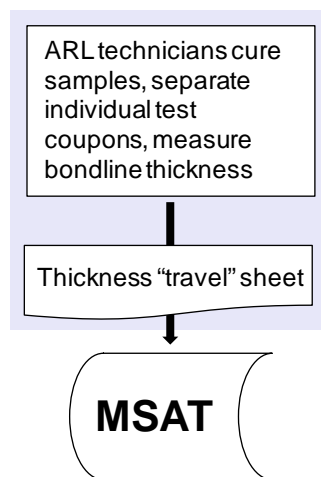 ARL technicians cure
samples, separate
individual test
coupons, measure
bondline thickness
Thickness “travel” sheet
MSAT